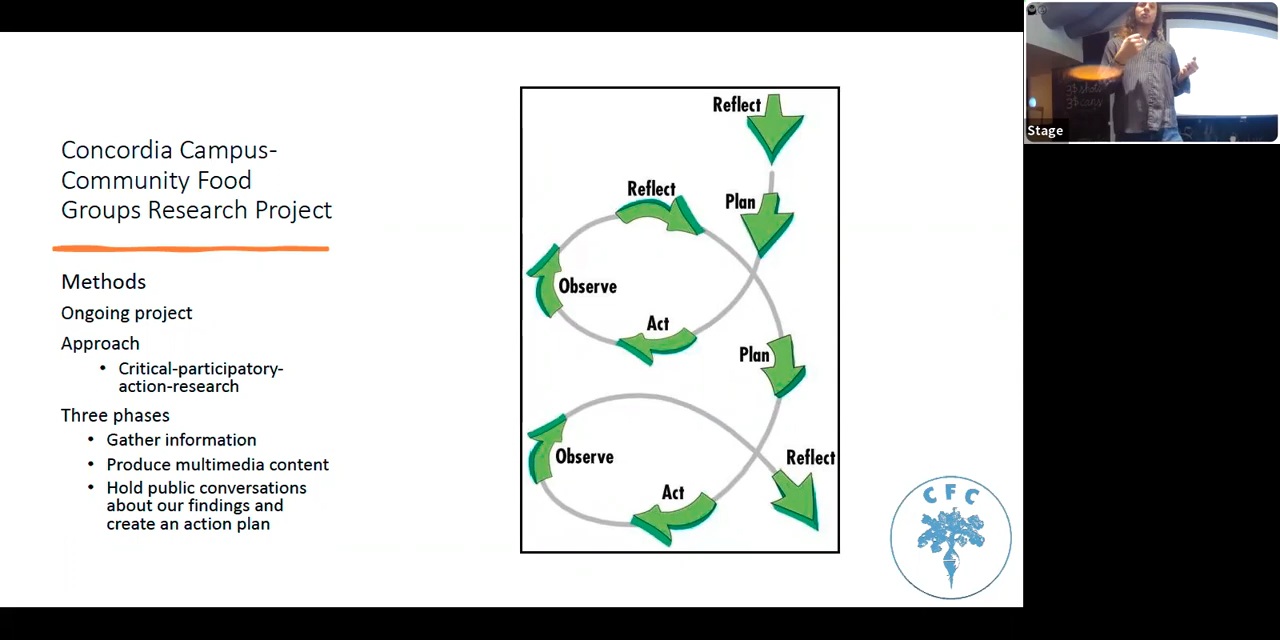 Concordia Campus-
Community Food
Groups Research Project
Methods
Ongoing project
Approach
• Critical-participatory-
action-research
Three phases
• Gather information
• Produce multimedia content
• Hold public conversations
about our findings and
create an action plan
Reflect
Plan
Reflect
Observe
Act
Plan
Observe
Reflect
Act
CFC
Stage